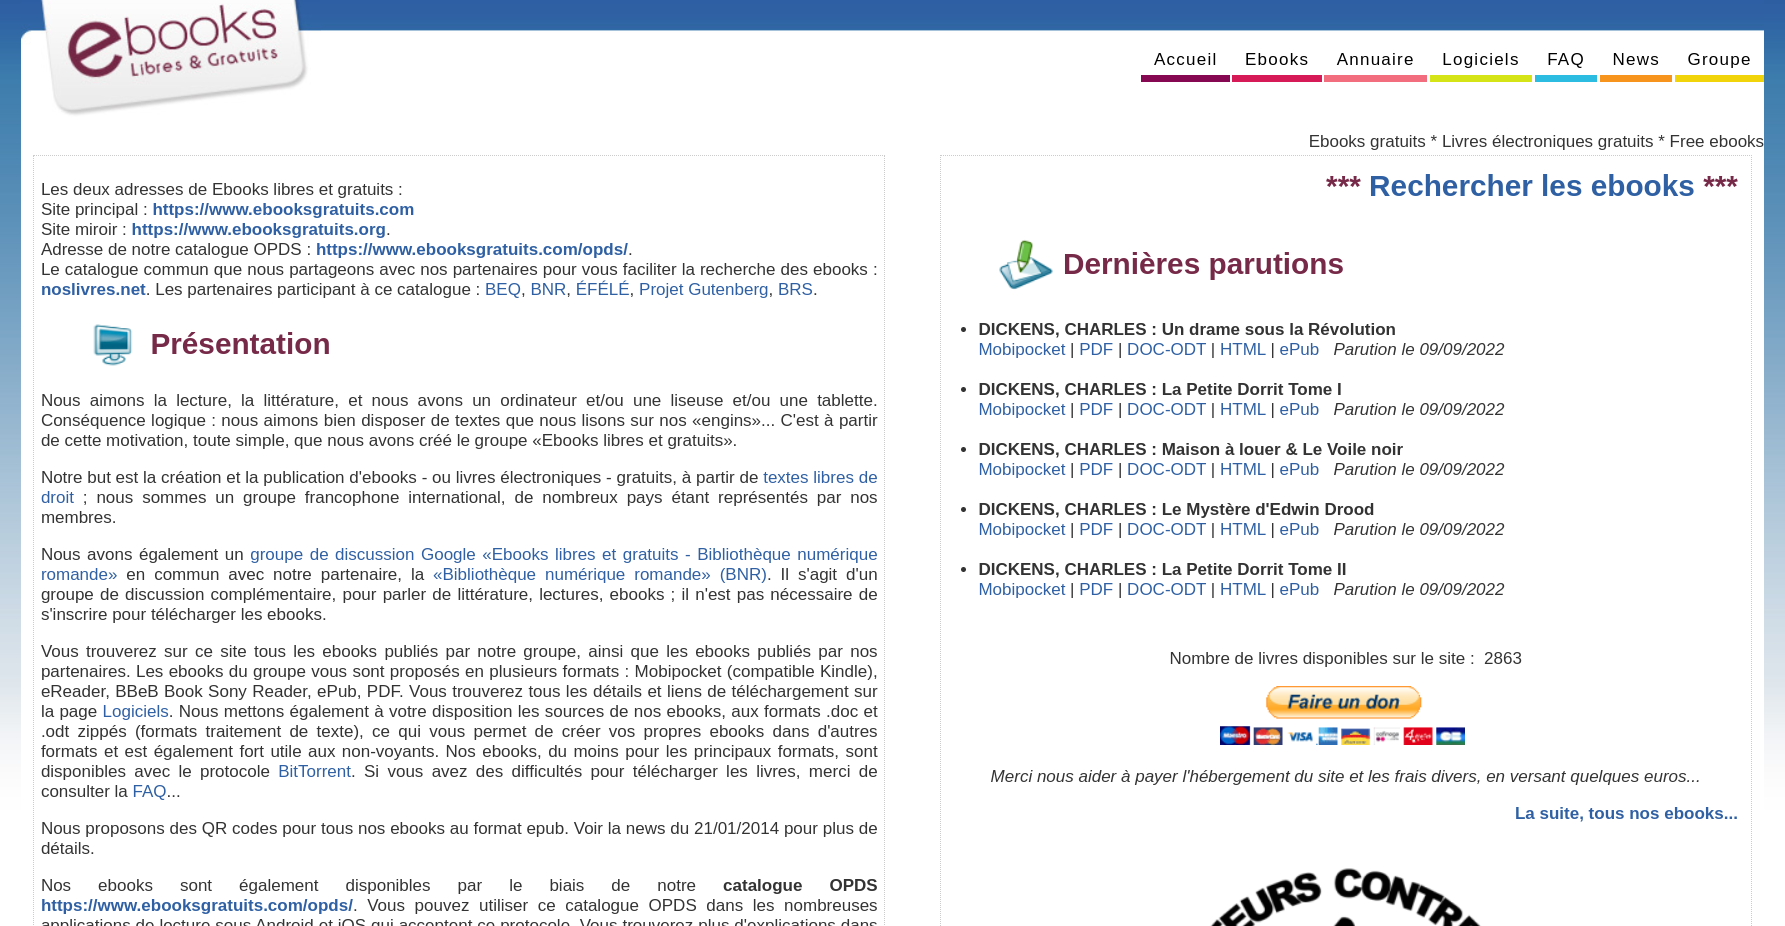 ebooks
Libres & Gratuits
Accueil Ebooks Annuaire Logiciels FAQ News Groupe
Ebooks gratuits * Livres électroniques gratuits * Free ebooks
Les deux adresses de Ebooks libres et gratuits :
Site principal : https://www.ebooksgratuits.com
Site miroir : https://www.ebooksgratuits.org.
Adresse de notre catalogue OPDS : https://www.ebooksgratuits.com/opds/.
Le catalogue commun que nous partageons avec nos partenaires pour vous faciliter la recherche des ebooks :
noslivres.net. Les partenaires participant à ce catalogue : BEQ, BNR, ÉFÉLÉ, Projet Gutenberg, BRS.
Présentation
Nous aimons la lecture, la littérature, et nous avons un ordinateur et/ou une liseuse et/ou une tablette.
Conséquence logique : nous aimons bien disposer de textes que nous lisons sur nos «engins»... C'est à partir
de cette motivation, toute simple, que nous avons créé le groupe «Ebooks libres et gratuits».
Notre but est la création et la publication d'ebooks - ou livres électroniques - gratuits, à partir de textes libres de
droit ; nous sommes un groupe francophone international, de nombreux pays étant représentés par nos
membres.
Nous avons également un groupe de discussion Google «Ebooks libres et gratuits - Bibliothèque numérique
romande» en commun avec notre partenaire, la «Bibliothèque numérique romande» (BNR). Il s'agit d'un
groupe de discussion complémentaire, pour parler de littérature, lectures, ebooks ; il n'est pas nécessaire de
s'inscrire pour télécharger les ebooks.
Vous trouverez sur ce site tous les ebooks publiés par notre groupe, ainsi que les ebooks publiés par nos
partenaires. Les ebooks du groupe vous sont proposés en plusieurs formats : Mobipocket (compatible Kindle),
eReader, BBeB Book Sony Reader, ePub, PDF. Vous trouverez tous les détails et liens de téléchargement sur
la page Logiciels. Nous mettons également à votre disposition les sources de nos ebooks, aux formats .doc et
.odt zippés (formats traitement de texte), ce qui vous permet de créer vos propres ebooks dans d'autres
formats et est également fort utile aux non-voyants. Nos ebooks, du moins pour les principaux formats, sont
disponibles avec le protocole BitTorrent. Si vous avez des difficultés pour télécharger les livres, merci de
consulter la FAQ...
Nous proposons des QR codes pour tous nos ebooks au format epub. Voir la news du 21/01/2014 pour plus de
détails.
Nos ebooks sont également disponibles par le biais de notre catalogue OPDS
https://www.ebooksgratuits.com/opds/. Vous pouvez utiliser ce catalogue OPDS dans les nombreuses
applications de lecture sous Android et iOS qui acceptent ce protocole. Vous trouverez plus d'explications dans
*** Rechercher les ebooks ***
Dernières parutions
• DICKENS, CHARLES : Un drame sous la Révolution
Mobipocket | PDF | DOC-ODT | HTML | ePub Parution le 09/09/2022
• DICKENS, CHARLES : La Petite Dorrit Tome I
Mobipocket | PDF | DOC-ODT | HTML | ePub Parution le 09/09/2022
• DICKENS, CHARLES : Maison à louer & Le Voile noir
Mobipocket | PDF | DOC-ODT | HTML | ePub Parution le 09/09/2022
• DICKENS, CHARLES : Le Mystère d'Edwin Drood
Mobipocket | PDF | DOC-ODT | HTML | ePub Parution le 09/09/2022
• DICKENS, CHARLES : La Petite Dorrit Tome II
Mobipocket | PDF | DOC-ODT | HTML | ePub Parution le 09/09/2022
Nombre de livres disponibles sur le site : 2863
Faire un don
Maestro VISA
Merci nous aider à payer l'hébergement du site et les frais divers, en versant quelques euros...
La suite, tous nos ebooks...